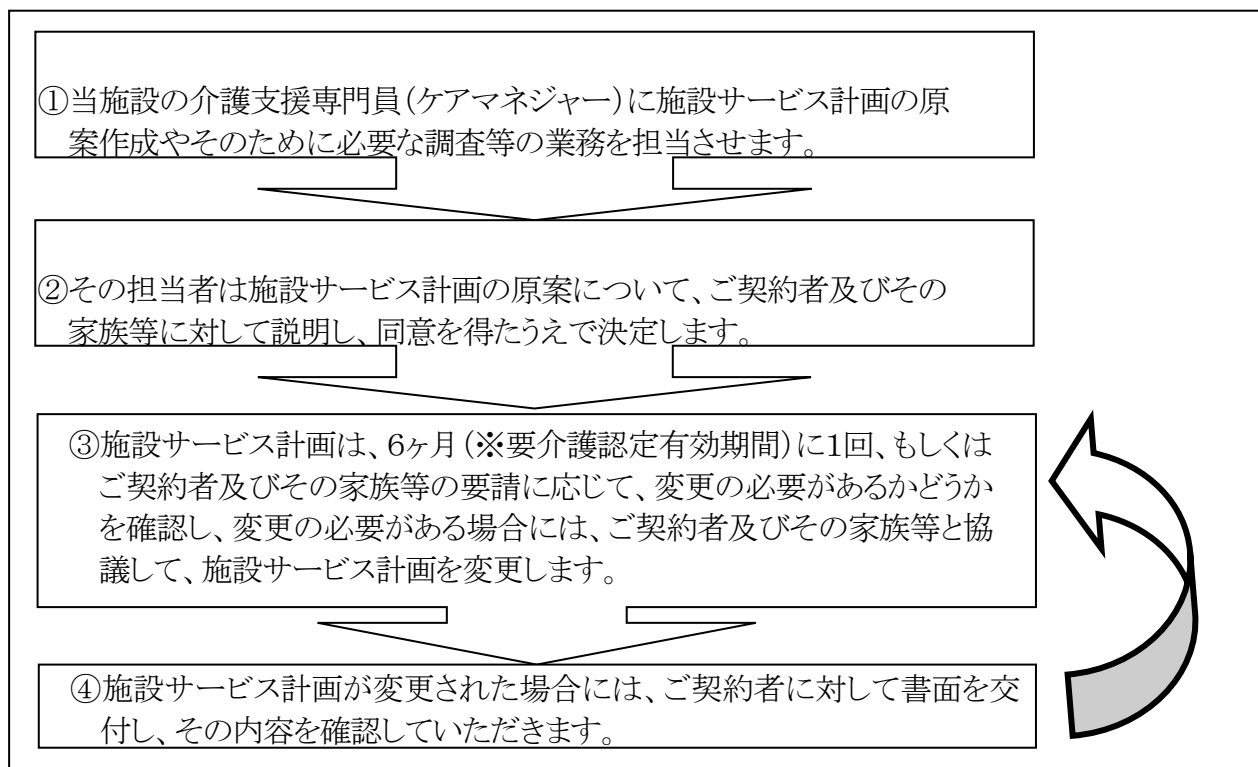 ①当施設の介護支援専門員（ケアマネジャー）に施設サービス計画の原
案作成やそのために必要な調査等の業務を担当させます。
②その担当者は施設サービス計画の原案について、ご契約者及びその
家族等に対して説明し、同意を得たうえで決定します。
③施設サービス計画は、6ヶ月（※要介護認定有効期間）に1回、もしくは
ご契約者及びその家族等の要請に応じて、変更の必要があるかどうか
を確認し、変更の必要がある場合には、ご契約者及びその家族等と協
議して、施設サービス計画を変更します。
④施設サービス計画が変更された場合には、ご契約者に対して書面を交
付し、その内容を確認していただきます。